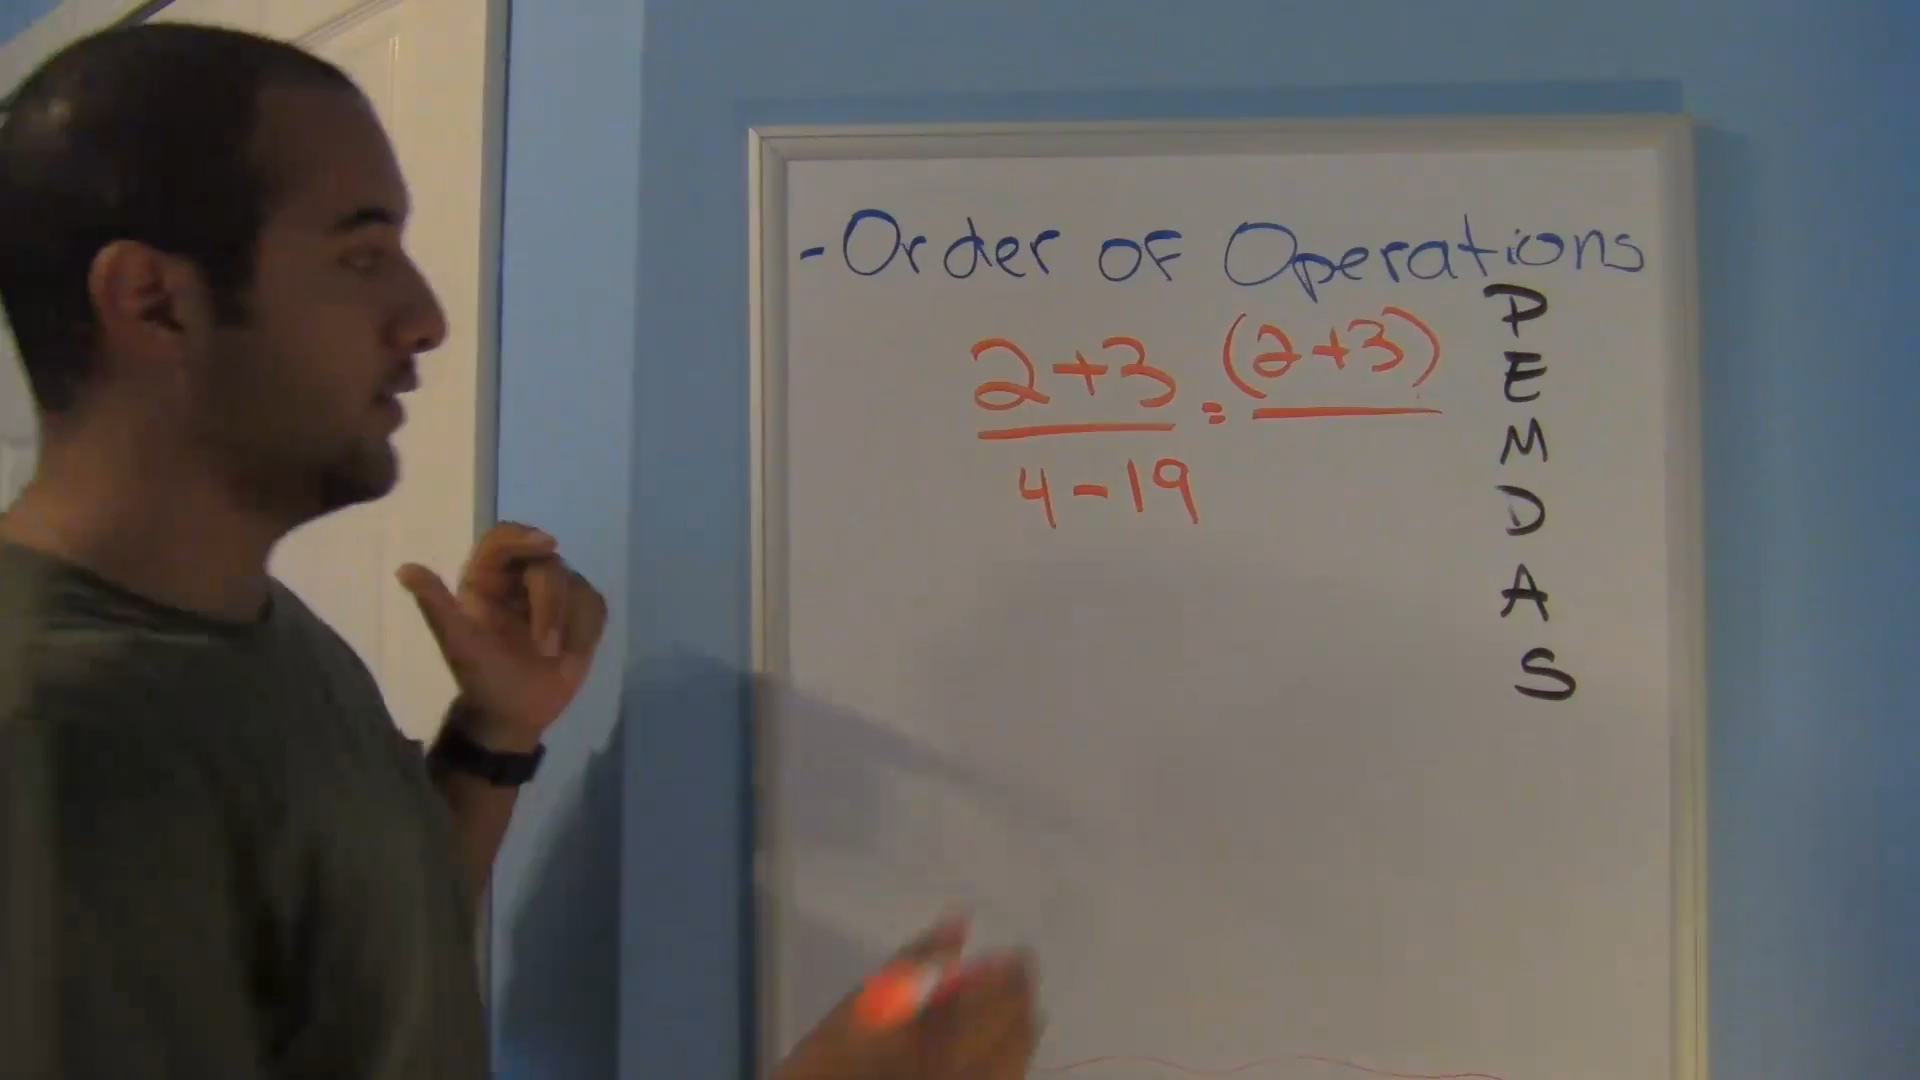 - Order of Operations
2+3 = (2+3)
4-19
P
E
M
D
A
S